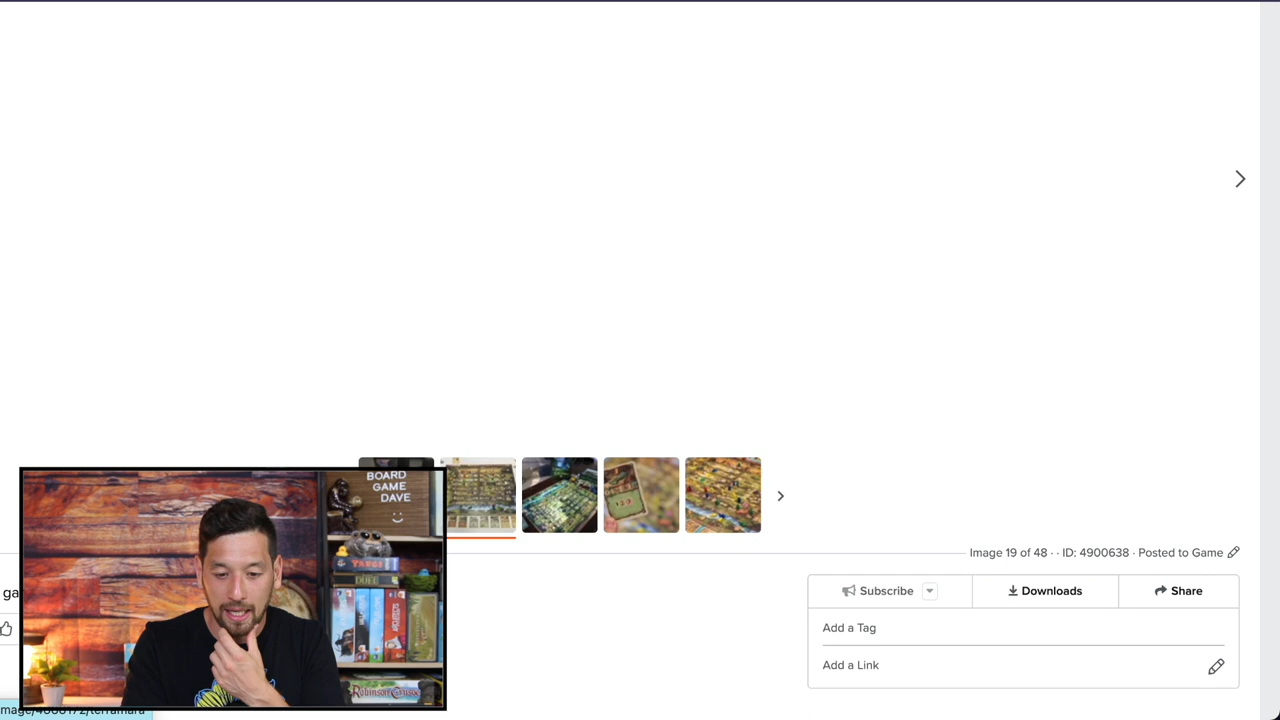 BOARD
GAME
DAVE
Image 19 of 48 · · ID: 4900638 · Posted to Game
ga
Subscribe
Downloads
Share
Add a Tag
Add a Link
DUEL
ROBINSON CRUSOE